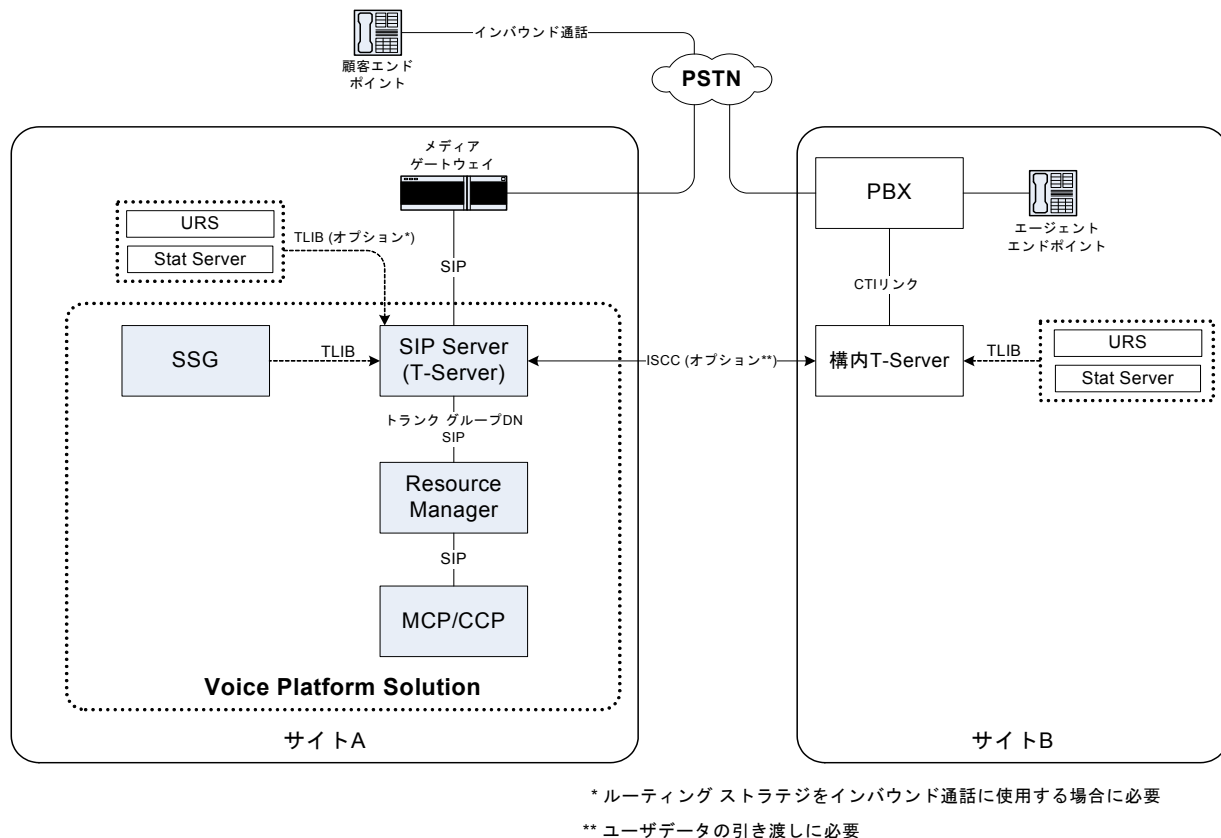 インバウンド通話
顧客エンド
ポイント
PSTN
メディア
ゲートウェイ
URS
Stat Server
TLIB (オプション*)
SIP
SSG
TLIB
SIP Server
(T-Server)
トランク グループDN
SIP
Resource
Manager
SIP
MCP/CCP
Voice Platform Solution
サイトA
ISCC (オプション**)
PBX
エージェント
エンドポイント
CTIリンク
構内T-Server
TLIB
URS
Stat Server
サイトB
* ルーティング ストラテジをインバウンド通話に使用する場合に必要
** ユーザデータの引き渡しに必要